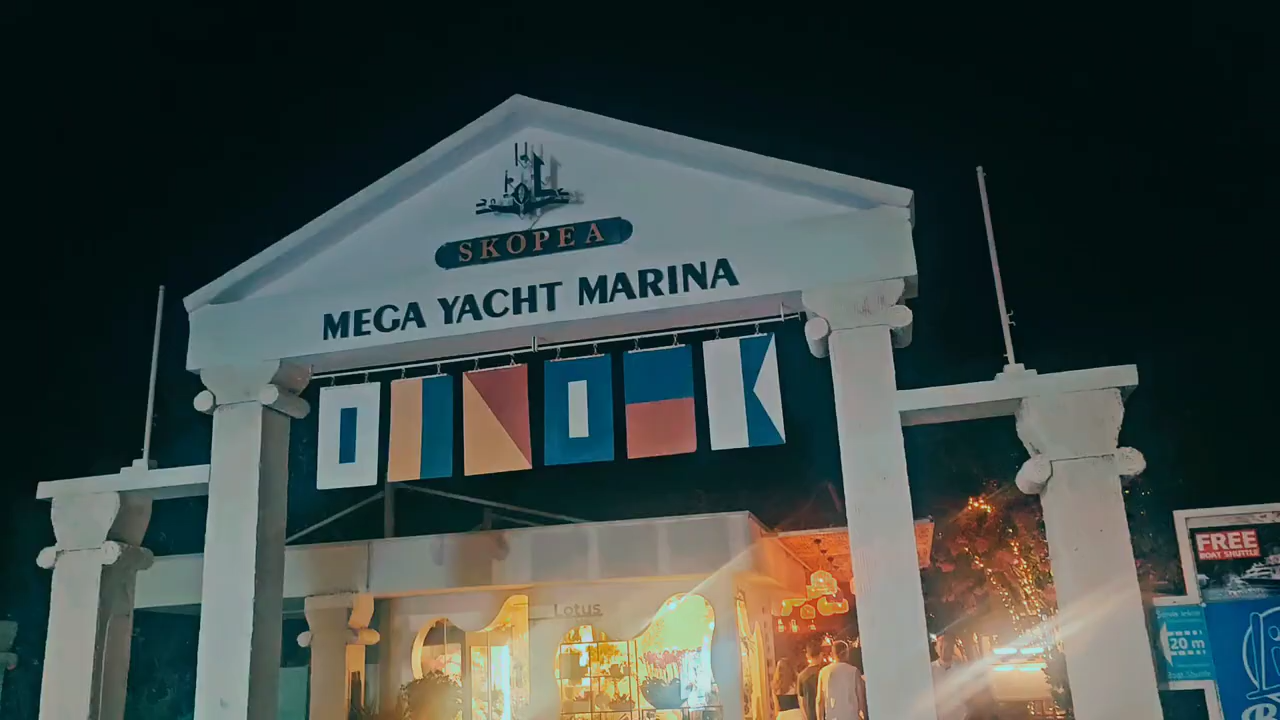 SKOPEA
MEGA YACHT MARINA
Lotus
FREE
BOAT SHUTTLE
20 m